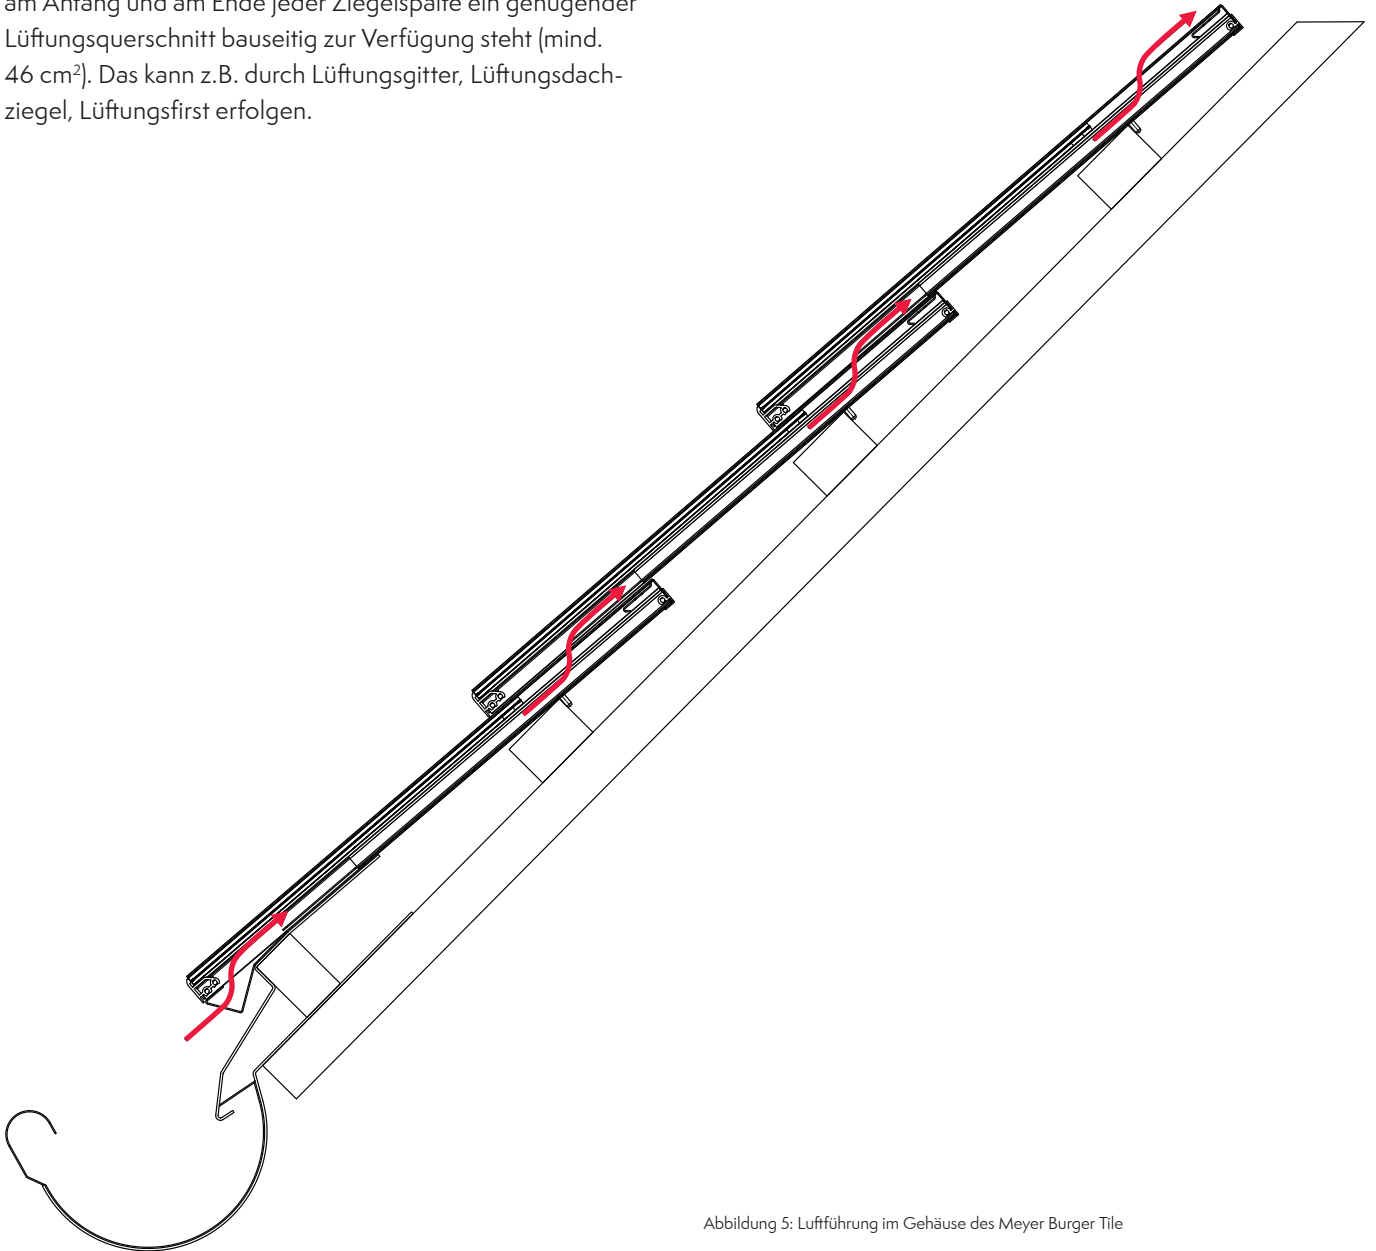 am Anfang und am Ende jeder Ziegelspalte ein genügender
Lüftungsquerschnitt bauseitig zur Verfügung steht (mind.
46 cm²). Das kann z.B. durch Lüftungsgitter, Lüftungsdach-
ziegel, Lüftungsfirst erfolgen.
Abbildung 5: Luftführung im Gehäuse des Meyer Burger Tile